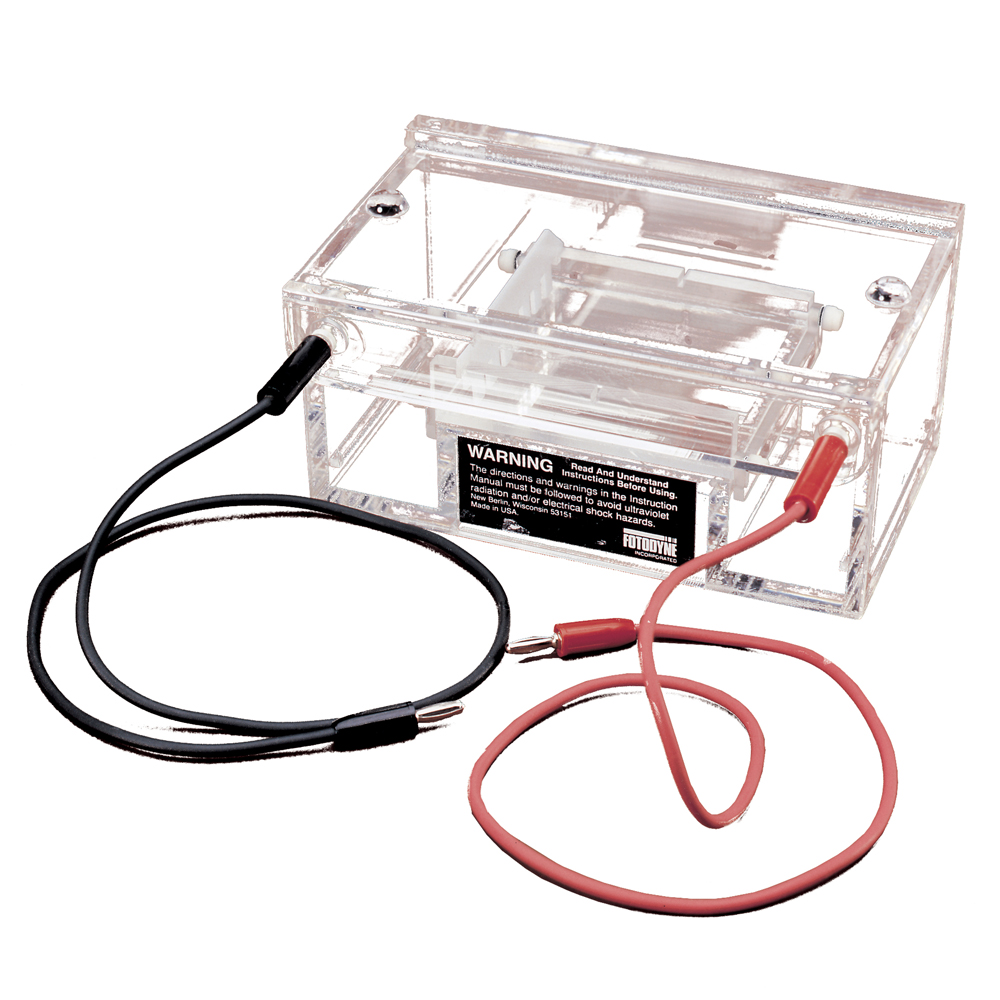 WARNING Read And Understand
Instructions Before Using.
The directions and warnings in the Instruction
Manual must be followed to avoid ultraviolet
radiation and/or electrical shock hazards.
New Berlin, Wisconsin 53151
Made in USA.
FOTODYNE
INCORPORATED